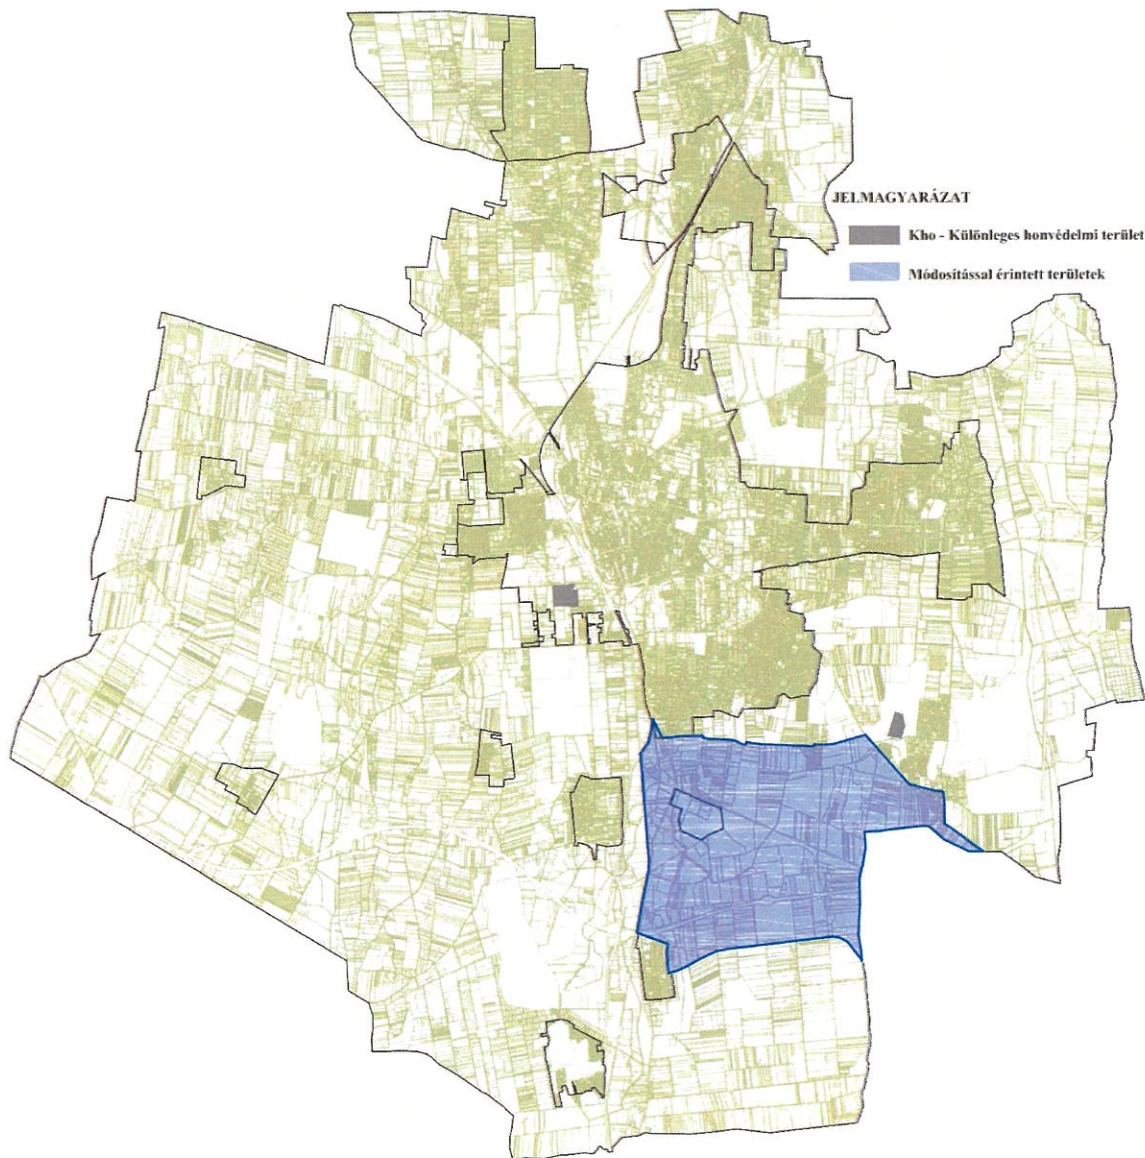 JELMAGYARÁZAT
Kho - Különleges honvédelmi terület
Módosítással érintett területek